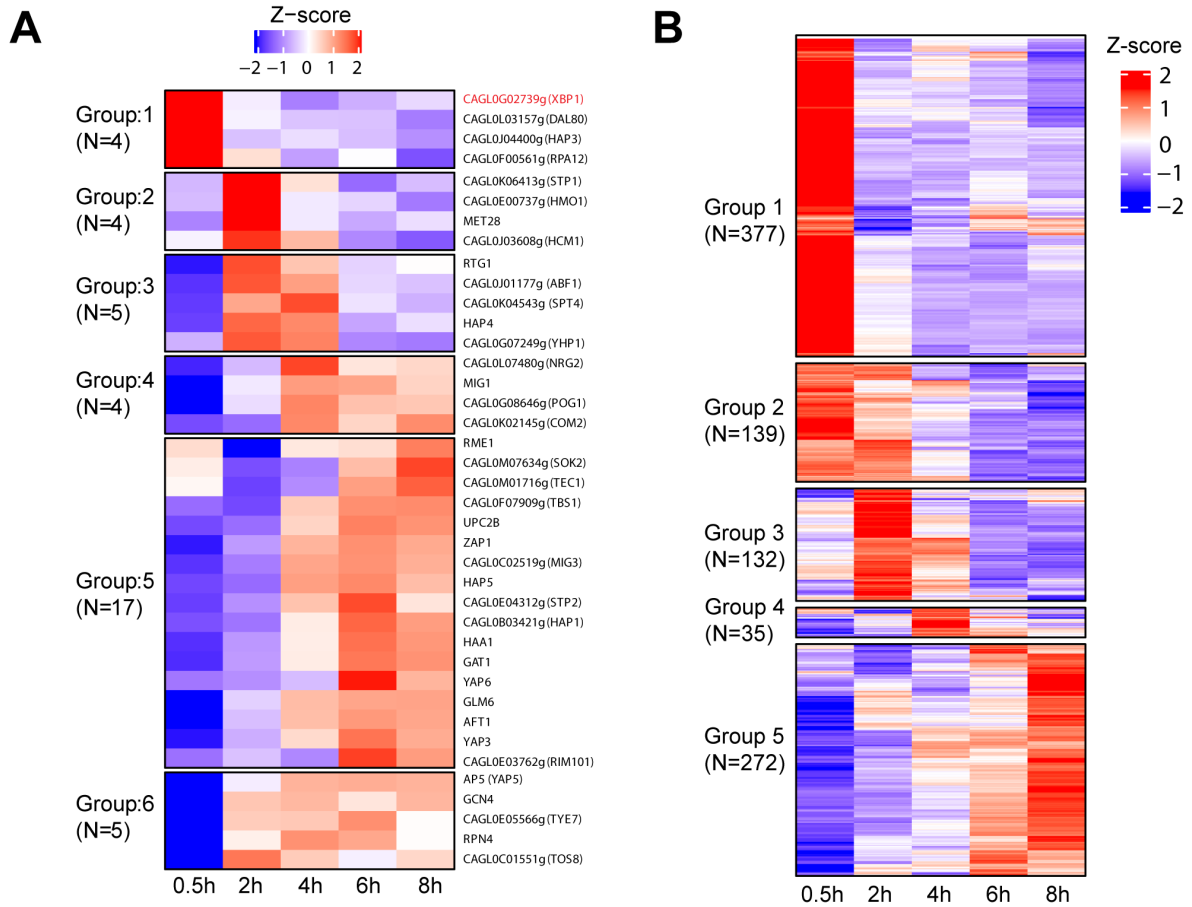 A
Z-score
-2 -1 0 1 2
Group:1
(N=4)
CAGL0G02739g(XBP1)
CAGL0L03157g(DAL80)
CAGL0J04400g(HAP3)
CAGL0F00561g(RPA12)
Group:2
(N=4)
CAGL0K06413g(STP1)
CAGL0E00737g(HMO1)
MET28
CAGL0J03608g(HCM1)
Group:3
(N=5)
RTG1
CAGL0J01177g(ABF1)
CAGL0K04543g(SPT4)
HAP4
CAGL0G07249g(YHP1)
Group:4
(N=4)
CAGL0L07480g(NRG2)
MIG1
CAGL0G08646g(POG1)
CAGL0K02145g(COM2)
Group:5
(N=17)
RME1
CAGL0M07634g(SOK2)
CAGL0M01716g(TEC1)
CAGL0F07909g(TBS1)
UPC2B
ZAP1
CAGL0C02519g(MIG3)
HAP5
CAGL0E04312g(STP2)
CAGL0B03421g(HAP1)
HAA1
GAT1
YAP6
GLM6
AFT1
YAP3
CAGL0E03762g(RIM101)
Group:6
(N=5)
AP5 (YAP5)
GCN4
CAGL0E05566g(TYE7)
RPN4
CAGL0C01551g(TOS8)
0.5h 2h 4h 6h 8h
B
Z-score
2
1
0
-1
-2
Group 1
(N=377)
Group 2
(N=139)
Group 3
(N=132)
Group 4
(N=35)
Group 5
(N=272)
0.5h 2h 4h 6h 8h